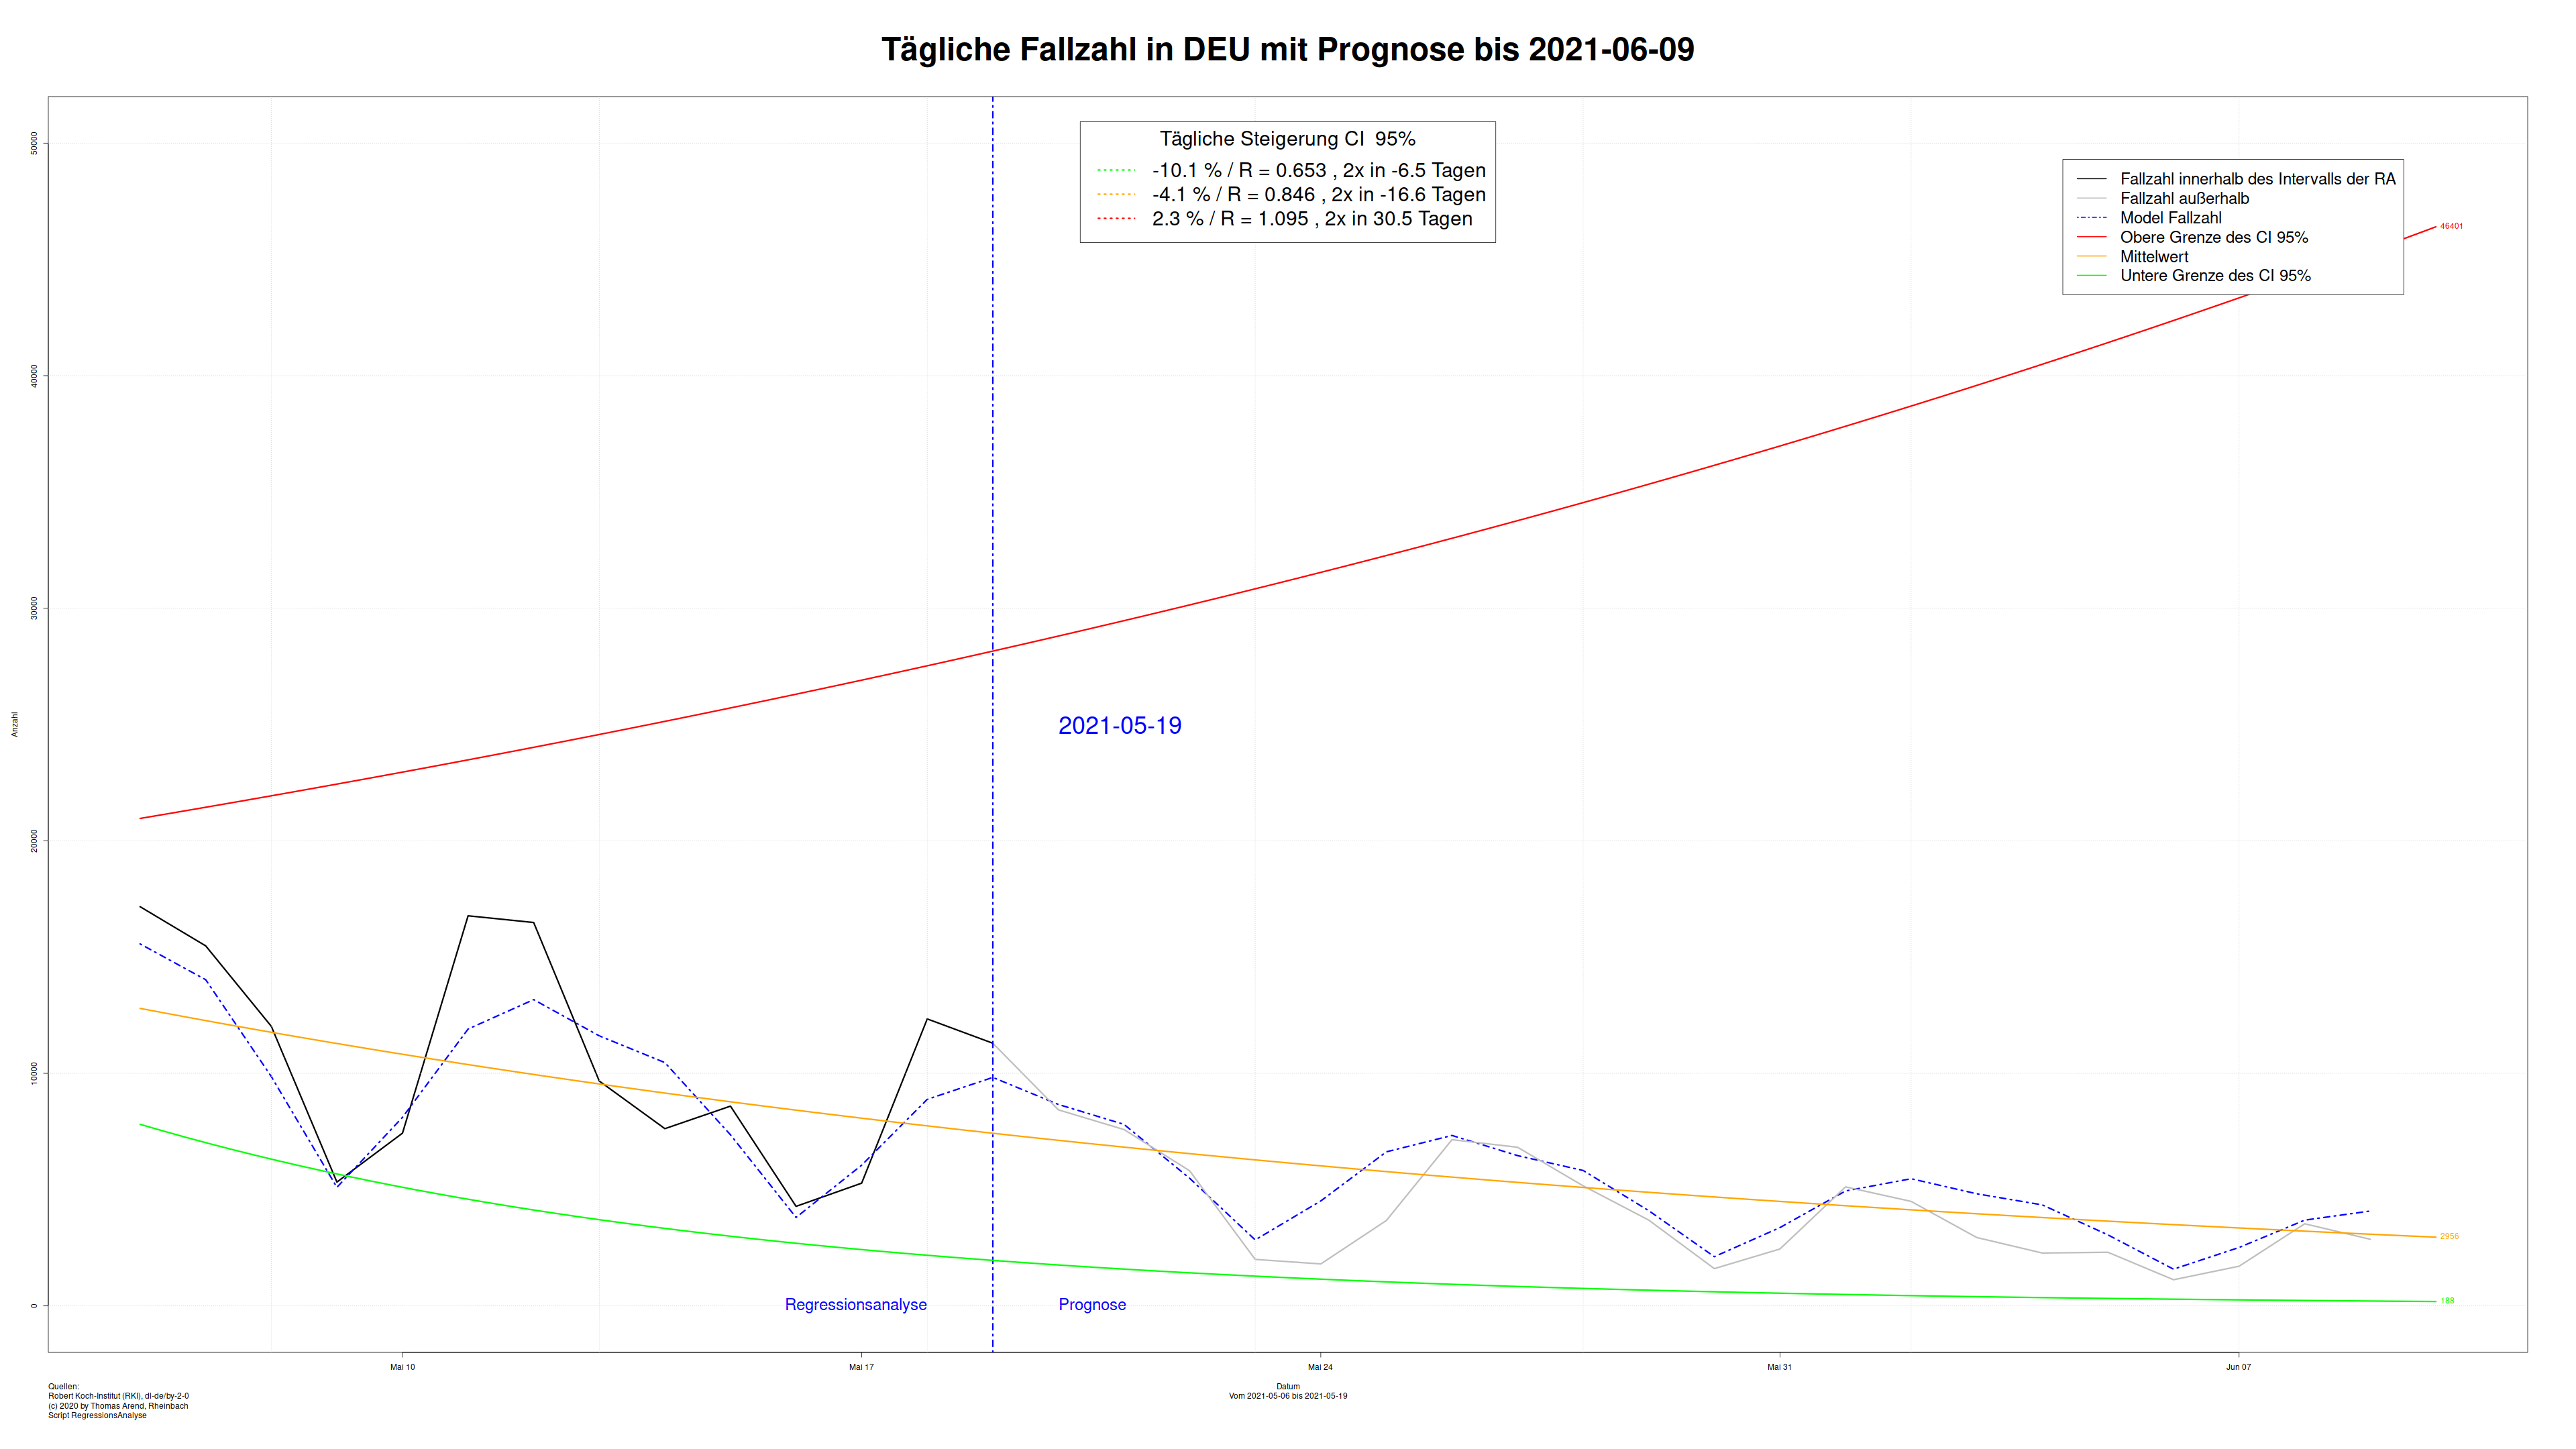 Tägliche Fallzahl in DEU mit Prognose bis 2021-06-09
Tägliche Steigerung CI  95%
-10.1 % / R = 0.653 , 2x in -6.5 Tagen
-4.1 % / R = 0.846 , 2x in -16.6 Tagen
2.3 % / R = 1.095 , 2x in 30.5 Tagen
Fallzahl innerhalb des Intervalls der RA
Fallzahl außerhalb
Model Fallzahl
Obere Grenze des CI 95%
Mittelwert
Untere Grenze des CI 95%
46401
50000
40000
30000
20000
10000
0
Anzahl
2021-05-19
2956
188
Regressionsanalyse
Prognose
Mai 10
Mai 17
Mai 24
Mai 31
Jun 07
Datum
Vom 2021-05-06 bis 2021-05-19
Quellen:
Robert Koch-Institut (RKI), dl-de/by-2-0
(c) 2020 by Thomas Arend, Rheinbach
Script RegressionsAnalyse